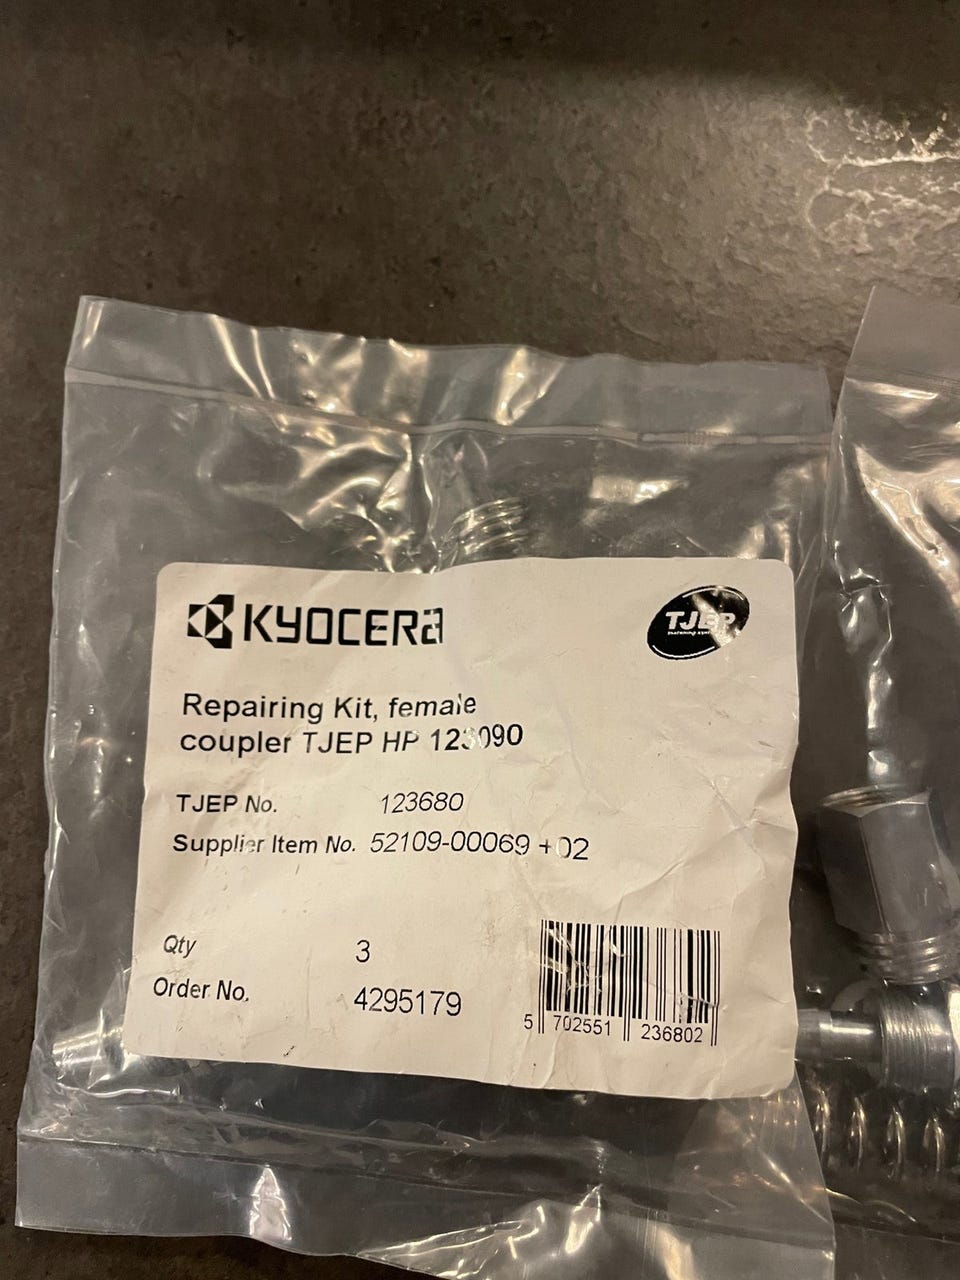 KYOCERA
TJEP
Repairing Kit, female
coupler TJEP HP 123090
TJEP No. 123680
Supplier Item No. 52109-00069 +02
Qty 3
Order No. 4295179
5 702551 236802